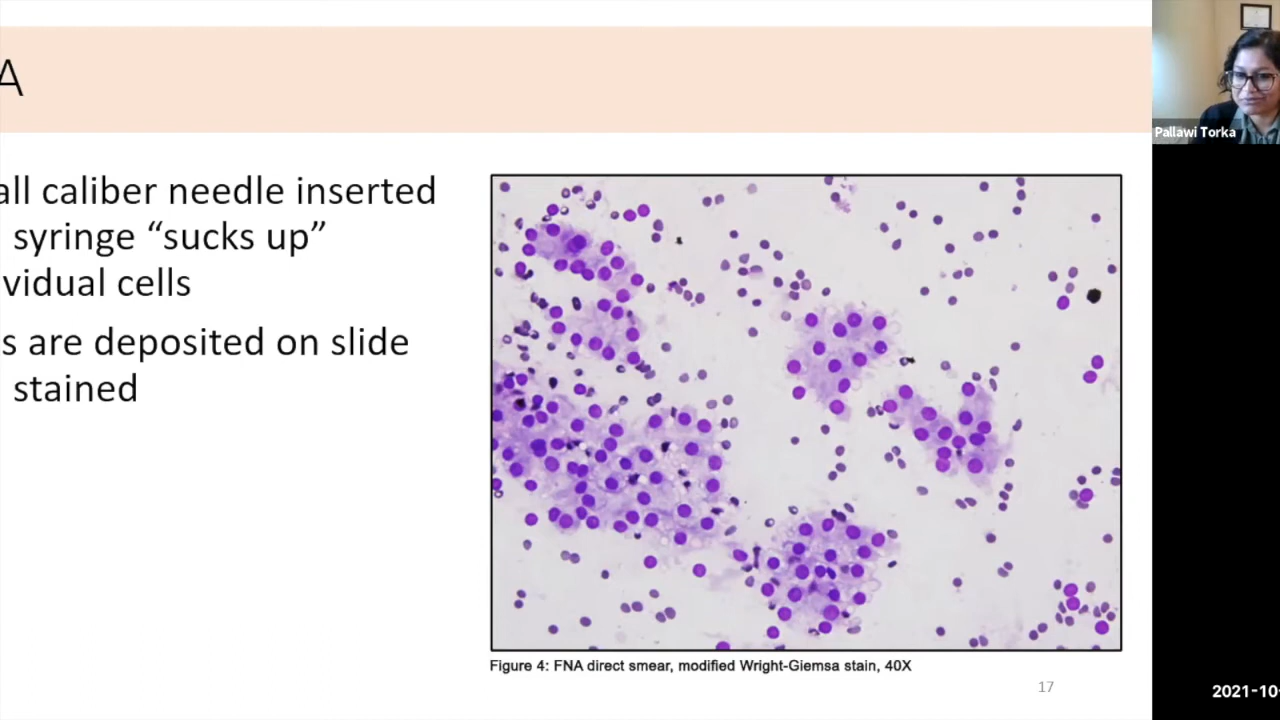 A
all caliber needle inserted
syringe “sucks up”
vidual cells
s are deposited on slide
stained
Figure 4: FNA direct smear, modified Wright-Giemsa stain, 40X
17
Pallawi Torka
2021-10-